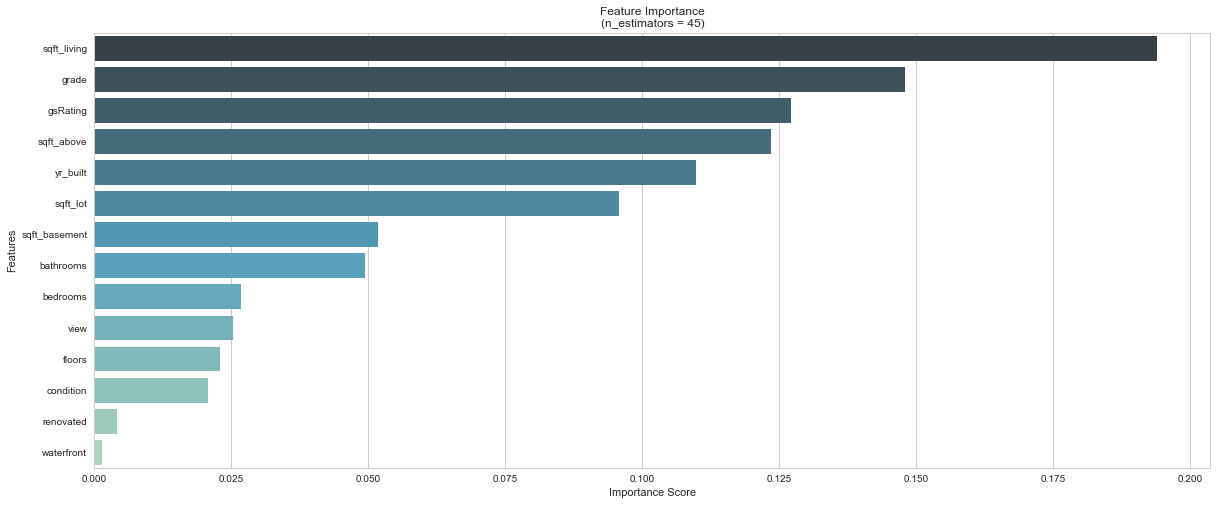 Feature Importance
(n_estimators = 45)
Features
sqft_living
grade
gsRating
sqft_above
yr_built
sqft_lot
sqft_basement
bathrooms
bedrooms
view
floors
condition
renovated
waterfront
0.000 0.025 0.050 0.075 0.100 0.125 0.150 0.175 0.200
Importance Score